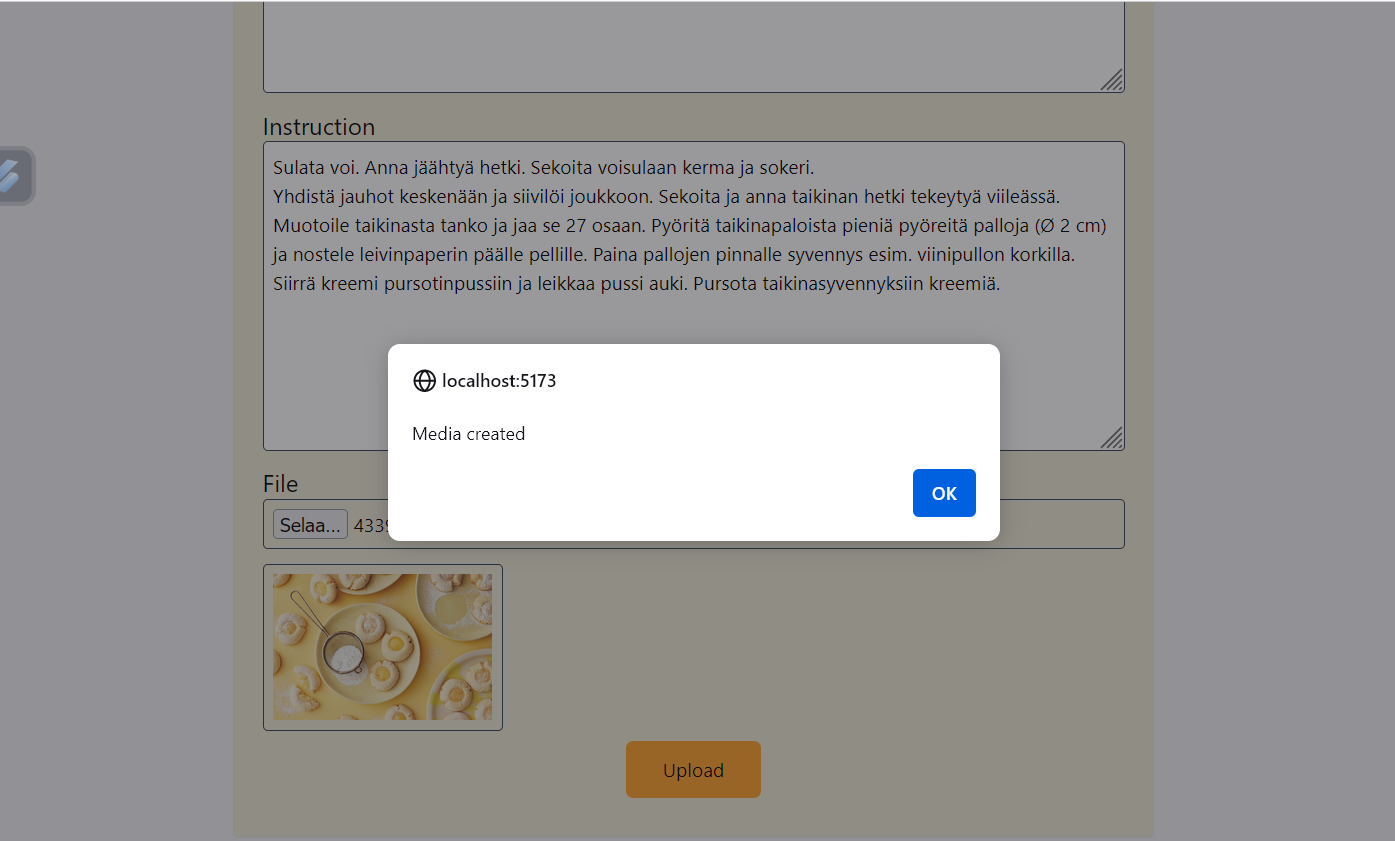 Instruction
Sulata voi. Anna jäähtyä hetki. Sekoita voisulaan kerma ja sokeri.
Yhdistä jauhot keskenään ja siivilöi joukkoon. Sekoita ja anna taikinan hetki tekeytyä viileässä.
Muotoile taikinasta tanko ja jaa se 27 osaan. Pyöritä taikinapaloista pieniä pyöreitä palloja (Ø 2 cm)
ja nostele leivinpaperin päälle pellille. Paina pallojen pinnalle syvennys esim. viinipullon korkilla.
Siirrä kreemi pursotinpussiin ja leikkaa pussi auki. Pursota taikinasyvennyksiin kreemiä.
localhost:5173
Media created
OK
File
Selaa... 4339
Upload